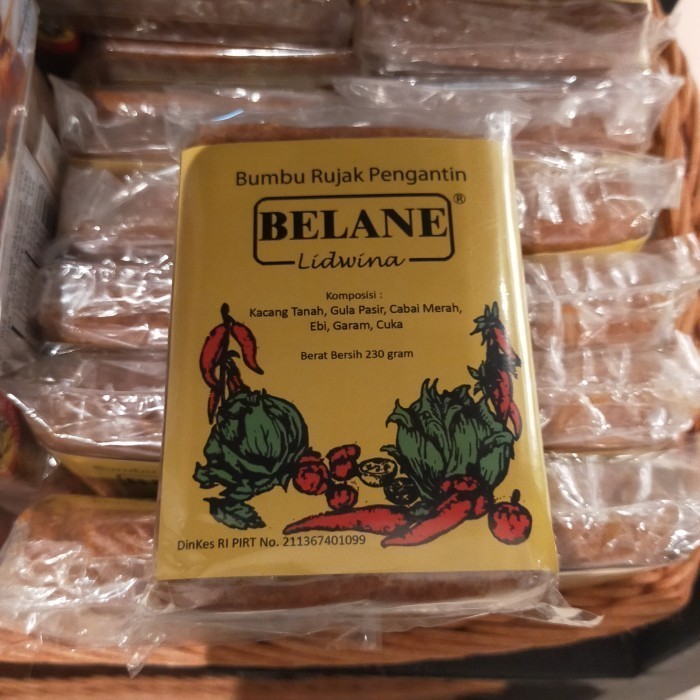 Bumbu Rujak Pengantin
BELANE®
Lidwina
Komposisi :
Kacang Tanah, Gula Pasir, Cabai Merah,
Ebi, Garam, Cuka
Berat Bersih 230 gram
DinKes RI PIRT No. 211367401099